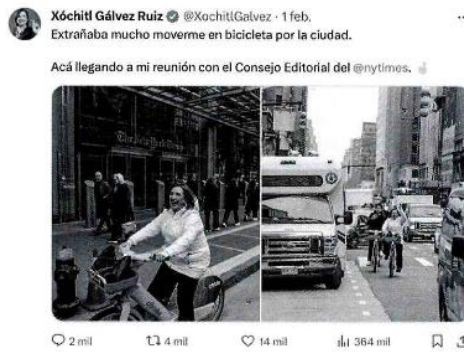 Xóchitl Gálvez Ruiz @XochitlGalvez · 1 feb.
Extrañaba mucho moverme en bicicleta por la ciudad.
Acá llegando a mi reunión con el Consejo Editorial del @nytimes.
The New York Times
2 mil 4 mil 14 mil 364 mil